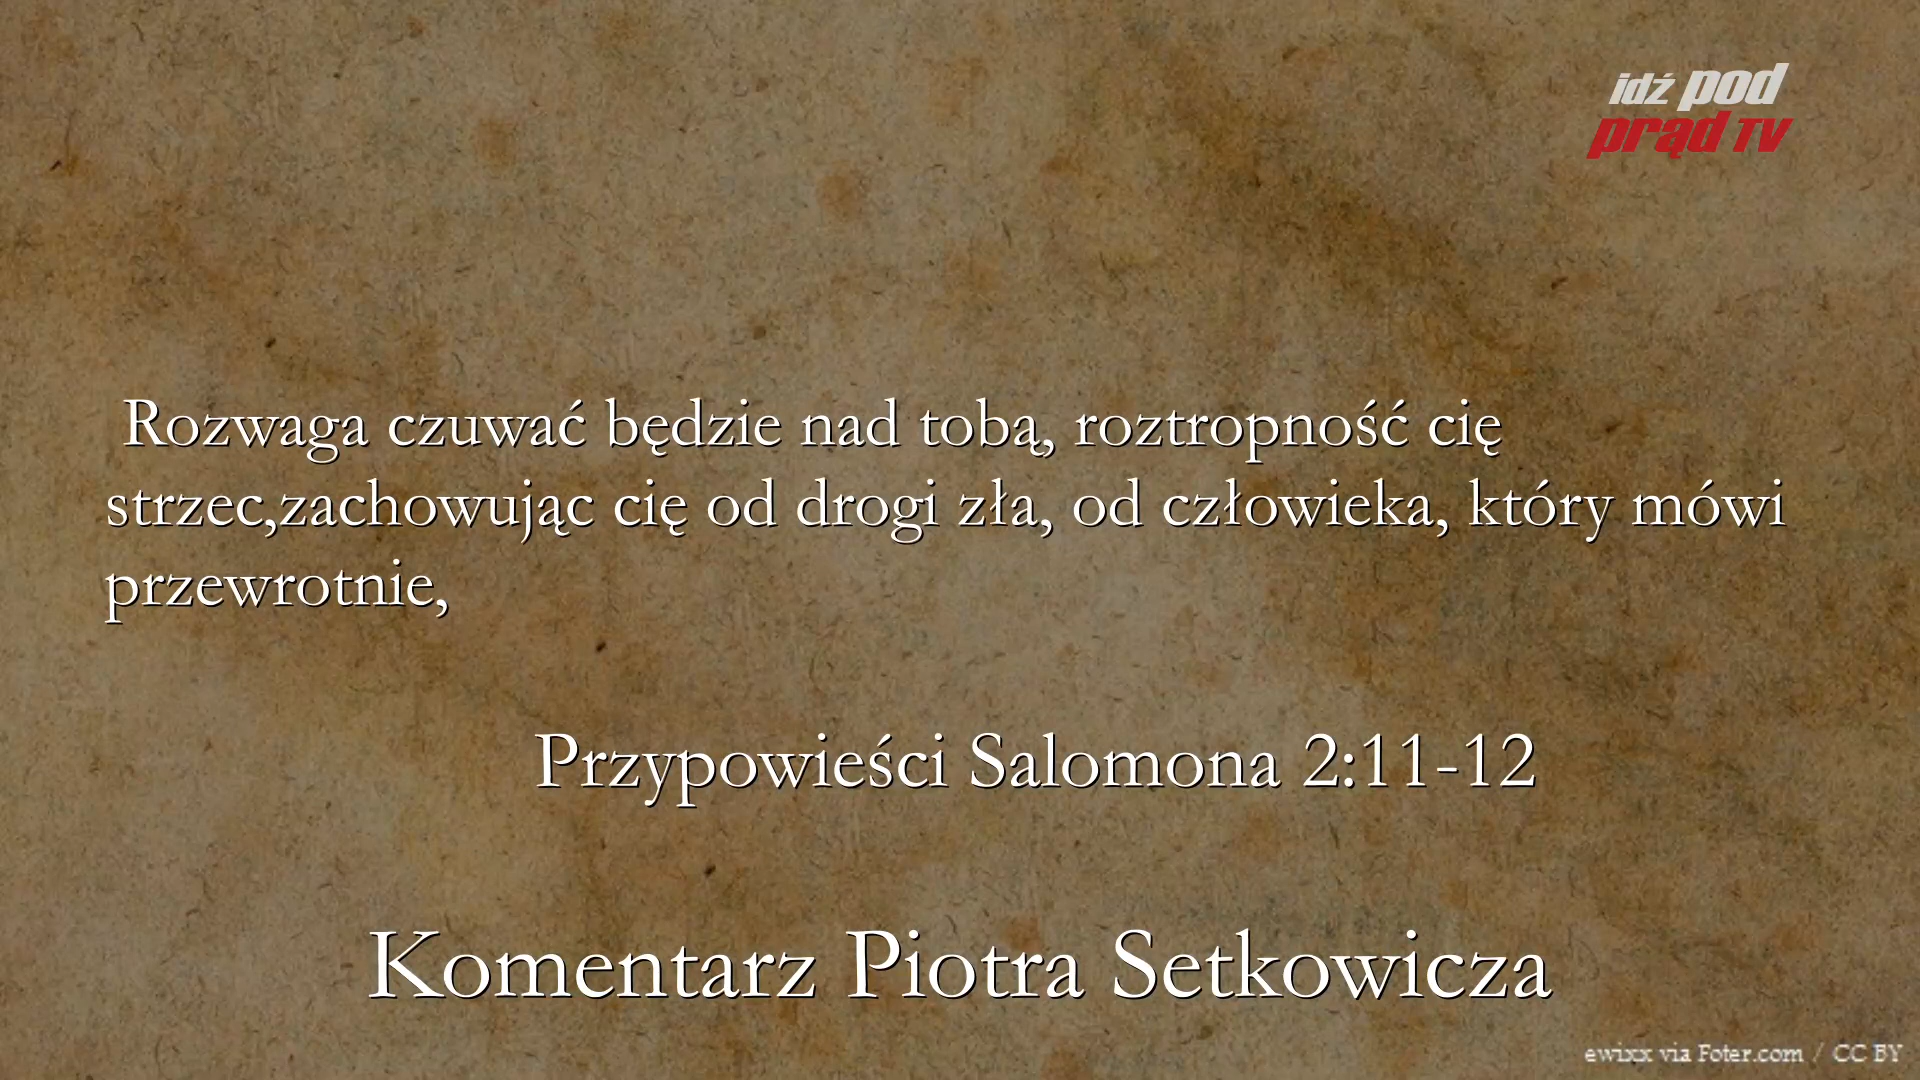 idź pod
prąd TV
Rozwaga czuwać będzie nad tobą, roztropność cię
strzec,zachowując cię od drogi zła, od człowieka, który mówi
przewrotnie,
Przypowieści Salomona 2:11-12
Komentarz Piotra Setkowicza
ewixx via Foter.com / CC BY